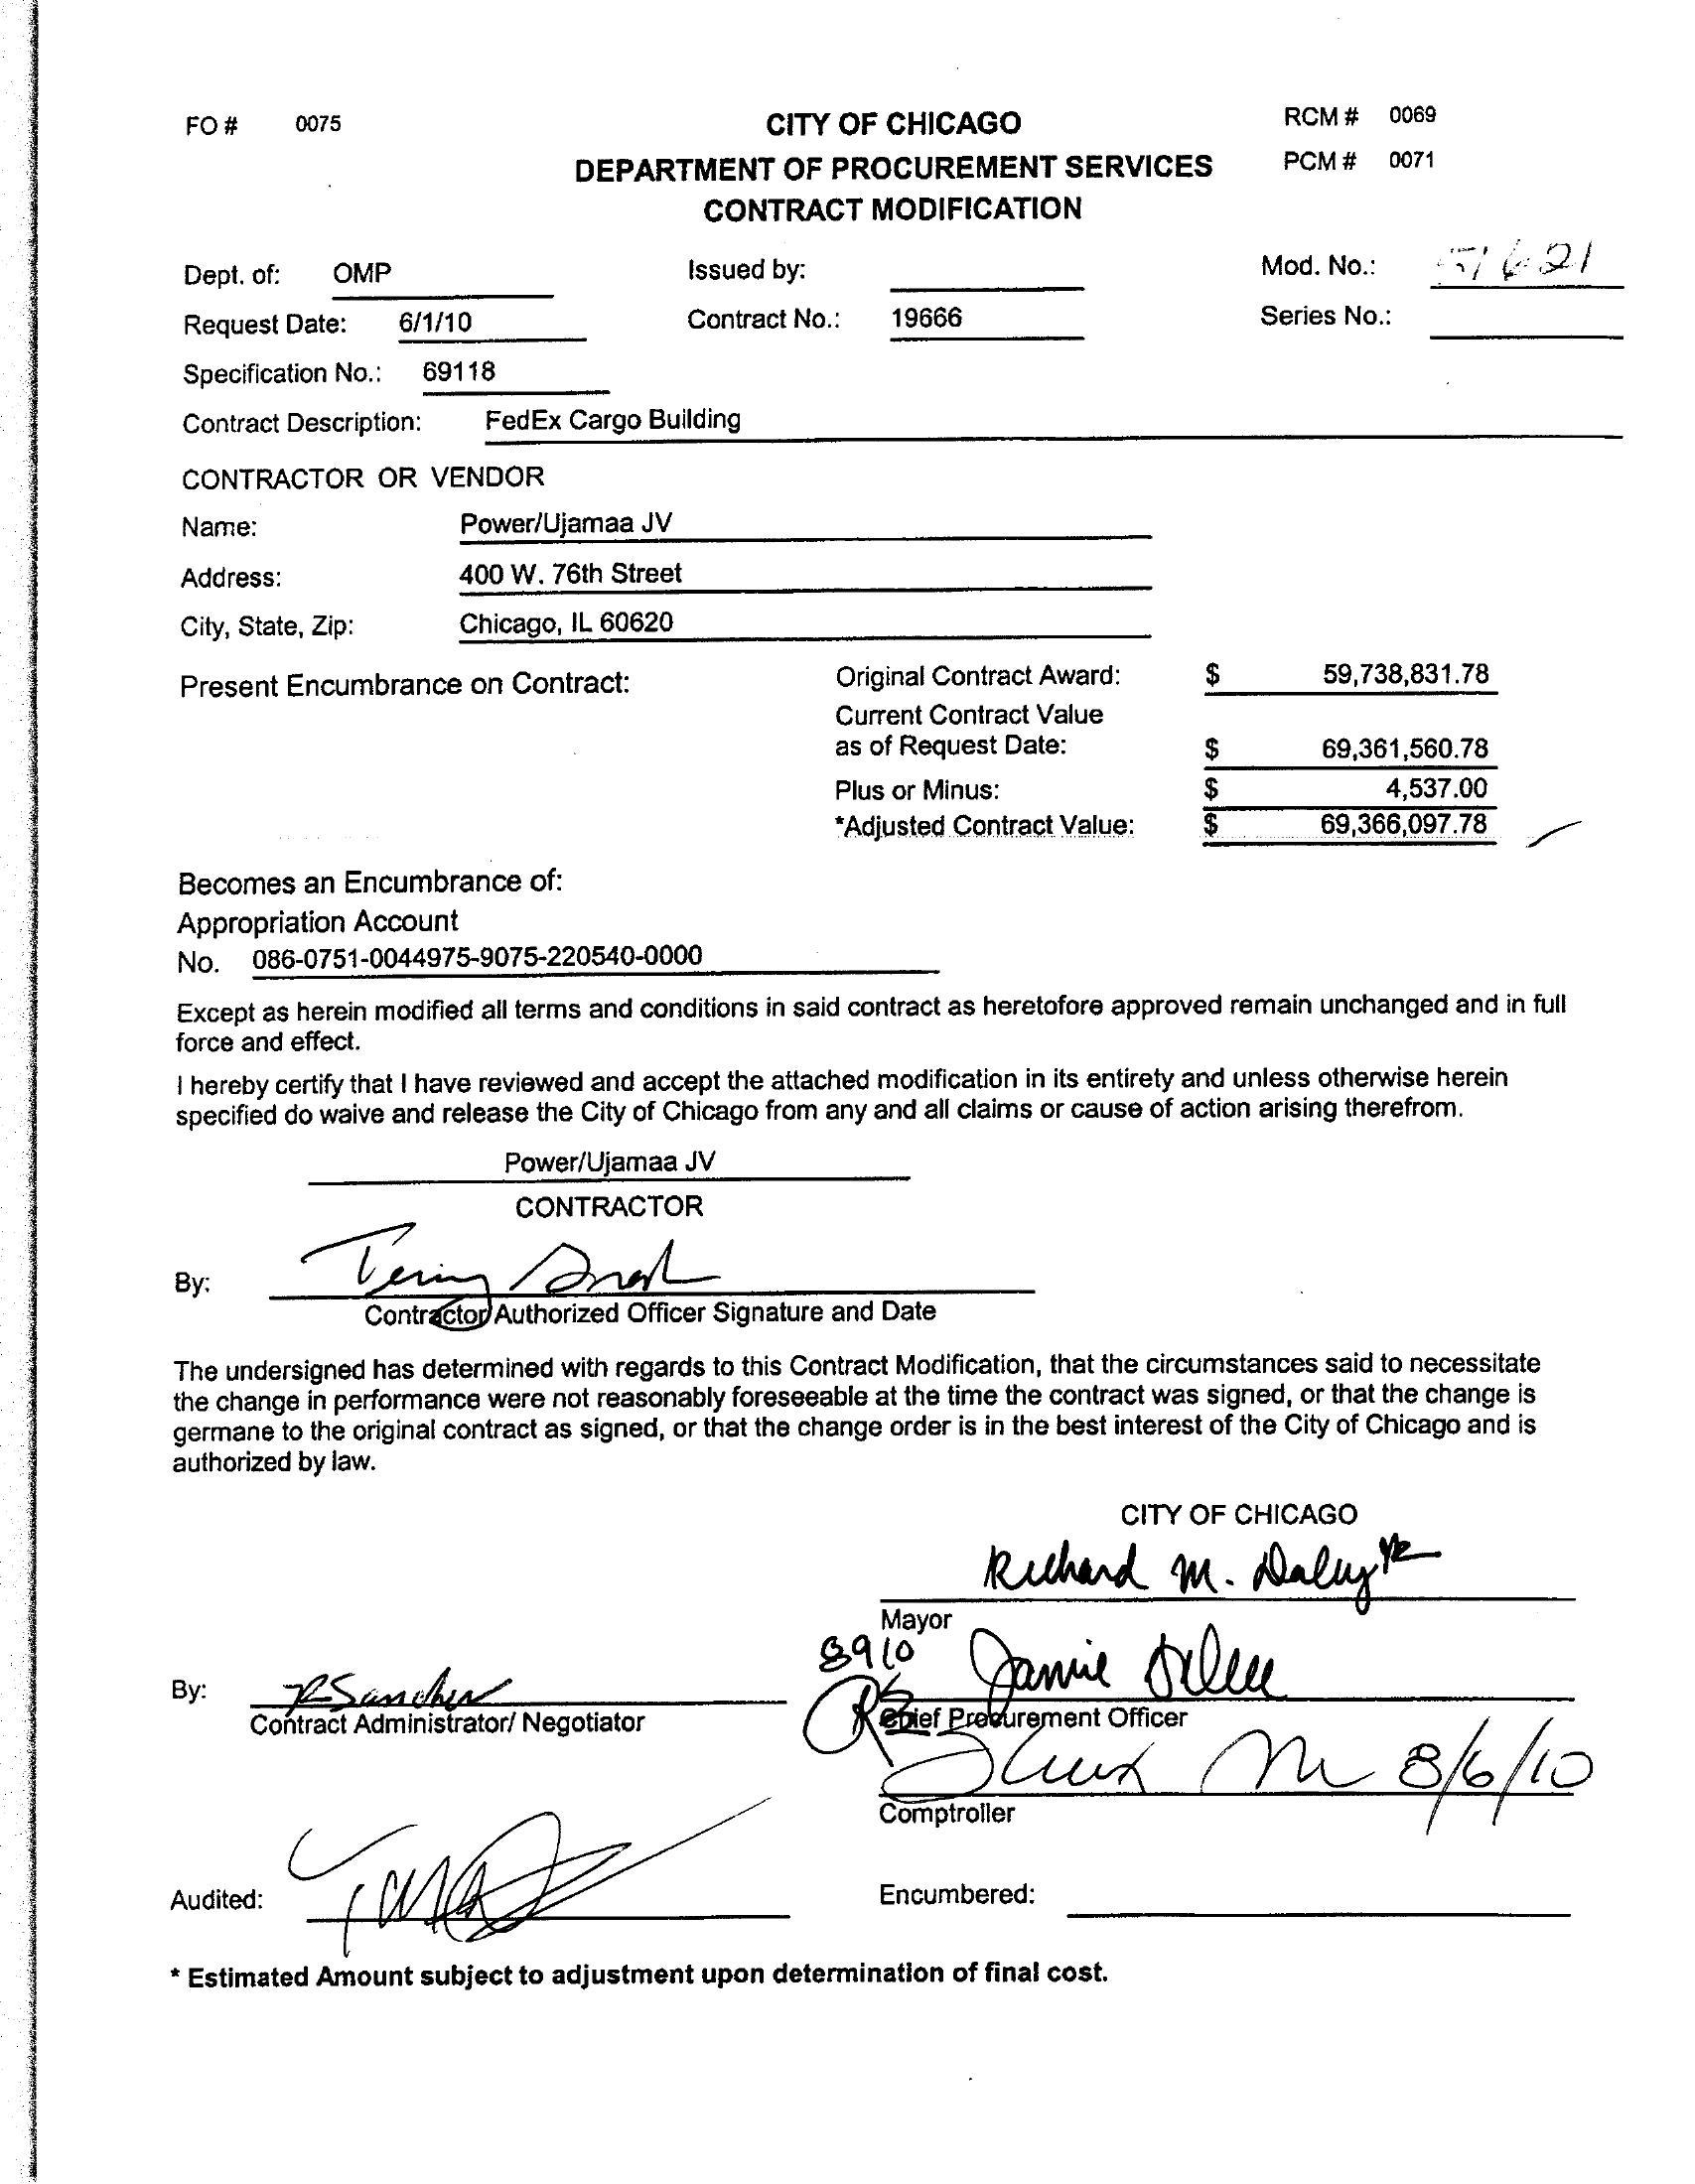 FO # 0075 CITY OF CHICAGO RCM # 0069
DEPARTMENT OF PROCUREMENT SERVICES PCM # 0071
CONTRACT MODIFICATION
Dept. of: OMP Issued by: Mod. No.: 51621
Request Date: 6/1/10 Contract No.: 19666 Series No.:
Specification No.: 69118
Contract Description: FedEx Cargo Building
CONTRACTOR OR VENDOR
Name: Power/Ujamaa JV
Address: 400 W. 76th Street
City, State, Zip: Chicago, IL 60620
Present Encumbrance on Contract: Original Contract Award: $ 59,738,831.78
Current Contract Value
as of Request Date: $ 69,361,560.78
Plus or Minus: $ 4,537.00
*Adjusted Contract Value: $ 69,366,097.78
Becomes an Encumbrance of:
Appropriation Account
No. 086-0751-0044975-9075-220540-0000
Except as herein modified all terms and conditions in said contract as heretofore approved remain unchanged and in full
force and effect.
I hereby certify that I have reviewed and accept the attached modification in its entirety and unless otherwise herein
specified do waive and release the City of Chicago from any and all claims or cause of action arising therefrom.
Power/Ujamaa JV
CONTRACTOR
By:
Contractor Authorized Officer Signature and Date
The undersigned has determined with regards to this Contract Modification, that the circumstances said to necessitate
the change in performance were not reasonably foreseeable at the time the contract was signed, or that the change is
germane to the original contract as signed, or that the change order is in the best interest of the City of Chicago and is
authorized by law.
CITY OF CHICAGO
Richard M. Daley
Mayor
8910
By: RSanchez Jamie
Contract Administrator/ Negotiator Chief Procurement Officer
8/6/10
Comptroller
Audited: Encumbered:
* Estimated Amount subject to adjustment upon determination of final cost.